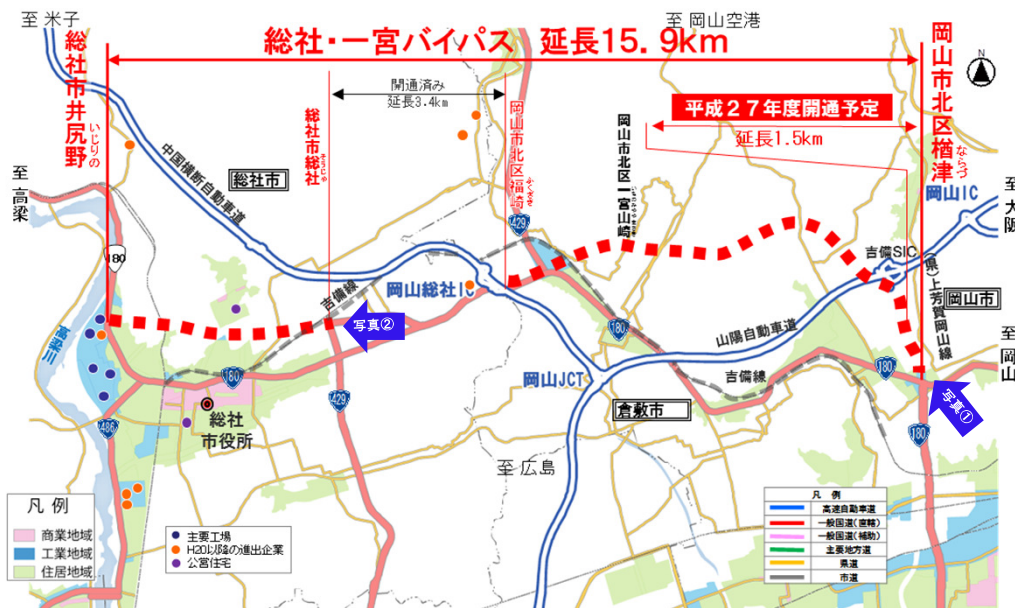 至 米子
至 岡山空港
総社・一宮バイパス 延長15.9km
総社市井尻野
いじりの
開通済み
延長3.4km
総社市総社
そうじゃ
岡山市北区福崎
ふくざき
岡山市北区一宮山崎
平成27年度開通予定
延長1.5km
岡山市北区楢津
ならづ
N
至 高梁
中国横断自動車道
総社市
429
岡山IC
至 大阪
180
吉備線
岡山総社IC
吉備SIC
(県)上芳賀岡山線
岡山市
高梁川
写真②
180
山陽自動車道
至 岡山
180
岡山JCT
吉備線
180
429
倉敷市
写真①
総社
市役所
486
180
至 広島
凡 例
商業地域
工業地域
住居地域
主要工場
H20以降の進出企業
公営住宅
凡 例
高速自動車道
一般国道(直轄)
一般国道(補助)
主要地方道
県道
市道